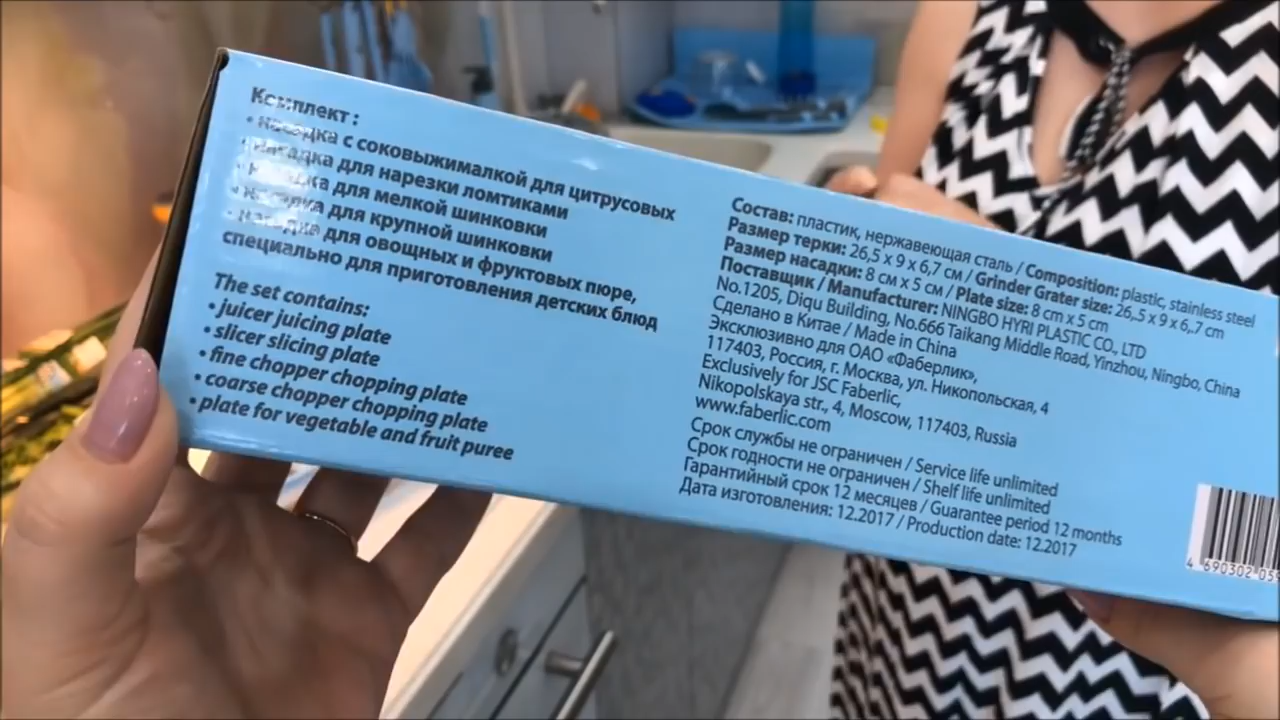 Комплект :
• насадка с соковыжималкой для цитрусовых
• насадка для нарезки ломтиками
• насадка для мелкой шинковки
• насадка для крупной шинковки
• насадка для овощных и фруктовых пюре,
специально для приготовления детских блюд
The set contains:
• juicer juicing plate
• slicer slicing plate
• fine chopper chopping plate
• coarse chopper chopping plate
• plate for vegetable and fruit puree
Состав: пластик, нержавеющая сталь / Composition: plastic, stainless steel
Размер терки: 26,5 x 9 x 6,7 см / Grinder Grater size: 26,.5 x 9 x 6,.7 cm
Размер насадки: 8 см x 5 см / Plate size: 8 cm x 5 cm
Поставщик / Manufacturer: NINGBO HYRI PLASTIC CO., LTD
No.1205, Diqu Building, No.666 Taikang Middle Road, Yinzhou, Ningbo, China
Сделано в Китае / Made in China
Эксклюзивно для ОАО «Фаберлик»,
117403, Россия, г. Москва, ул. Никопольская, 4
Exclusively for JSC Faberlic,
Nikopolskaya str., 4, Moscow, 117403, Russia
www.faberlic.com
Срок службы не ограничен / Service life unlimited
Срок годности не ограничен / Shelf life unlimited
Гарантийный срок 12 месяцев / Guarantee period 12 months
Дата изготовления: 12.2017 / Production date: 12.2017
4 690302 05